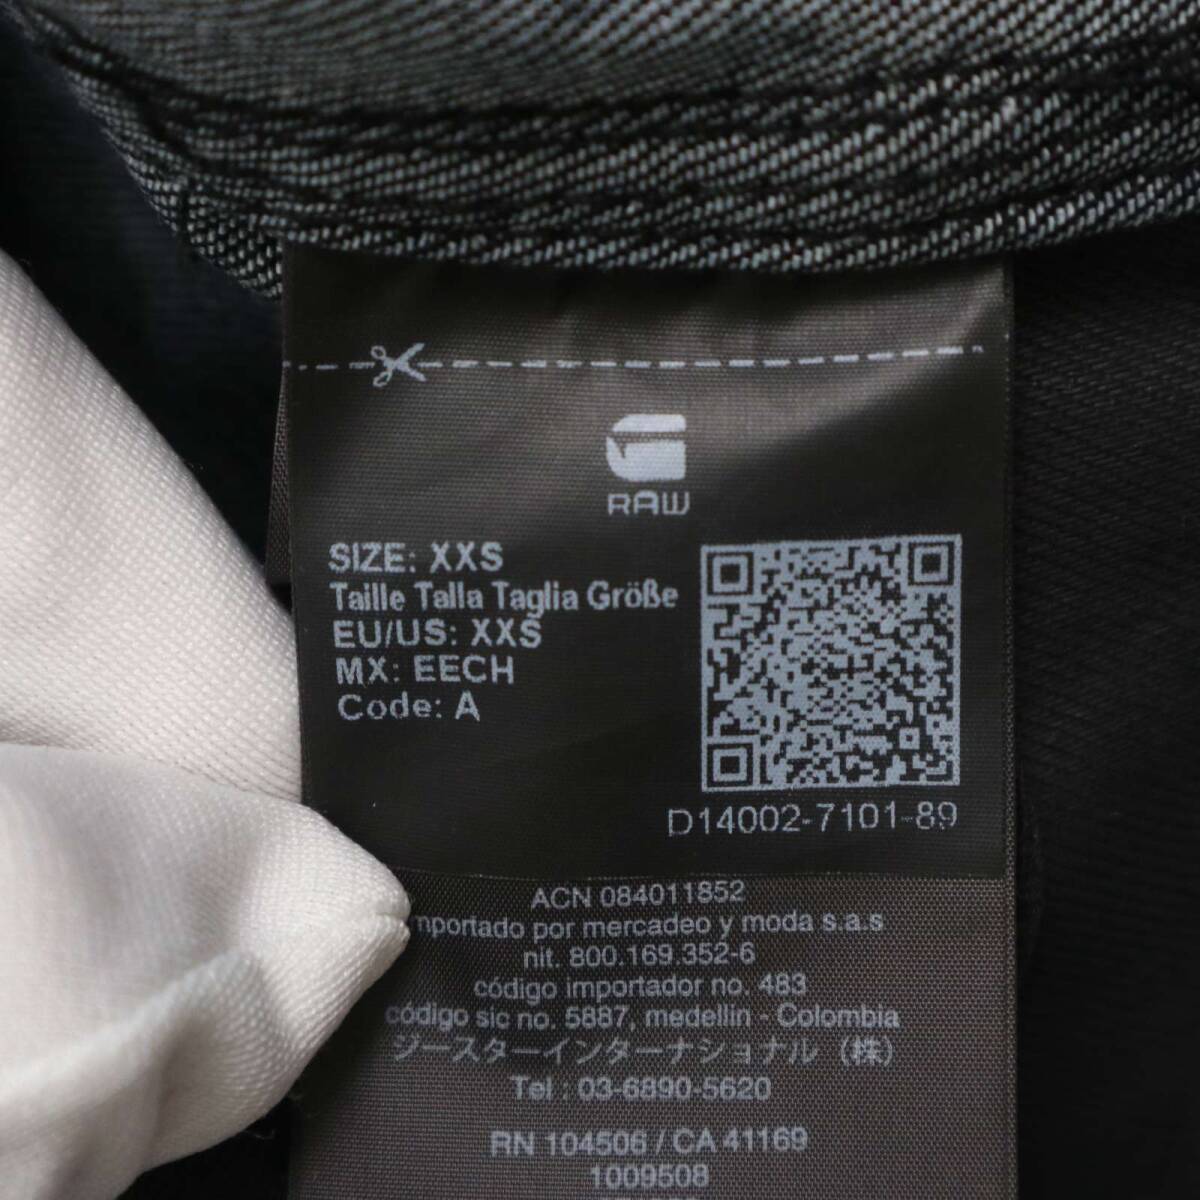 RAW
SIZE: XXS
Taille Talla Taglia Größe
EU/US: XXS
MX: EECH
Code: A
D14002-7101-89
ACN 084011852
mportado por mercadeo y moda s.a.s
nit. 800.169.352-6
código importador no. 483
código sic no. 5887, medellin - Colombia
ジースターインターナショナル（株）
Tel : 03-6890-5620
RN 104506 / CA 41169
1009508